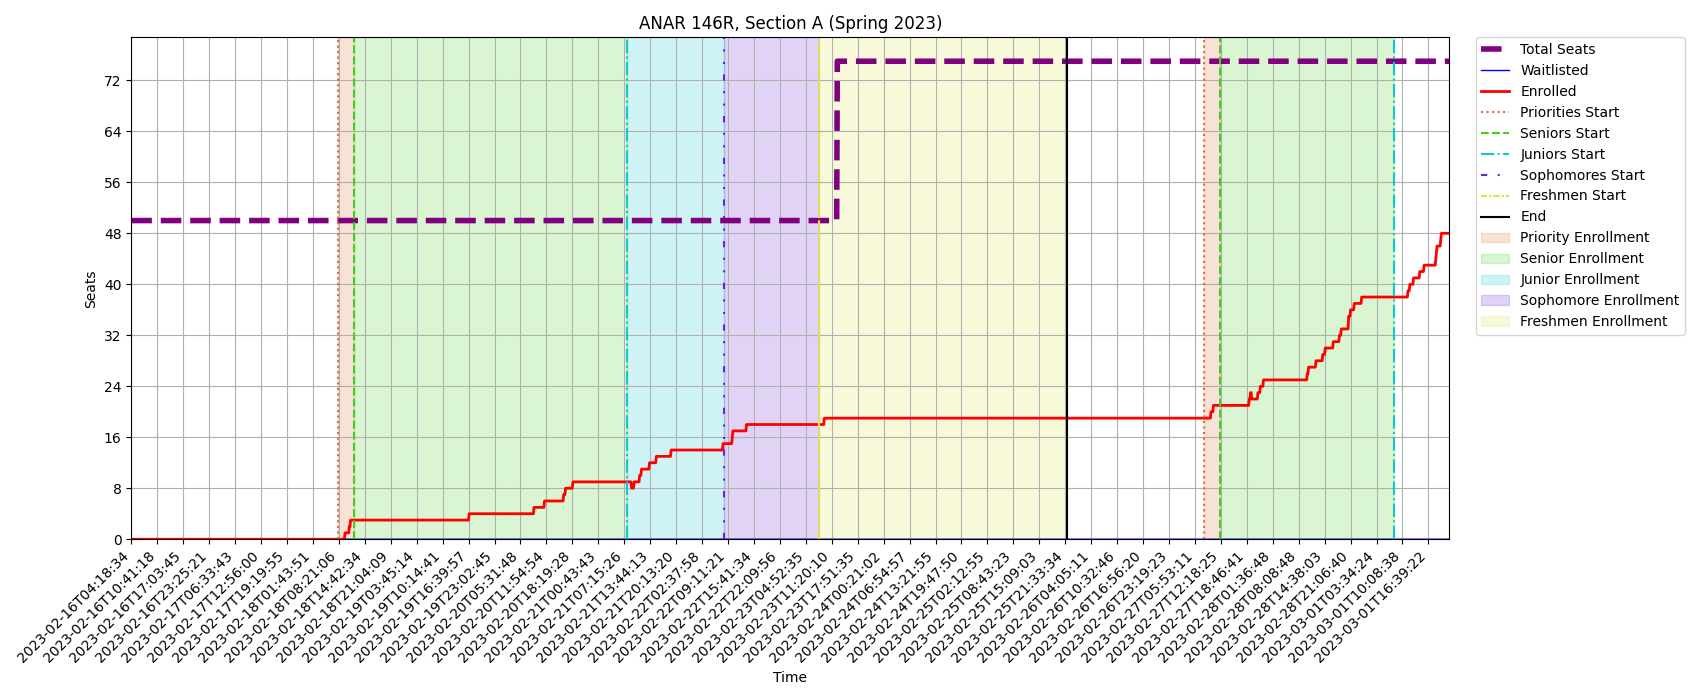 ANAR 146R, Section A (Spring 2023)
Seats
72
64
56
48
40
32
24
16
8
0
2023-02-16T04:18:34
2023-02-16T10:41:18
2023-02-16T17:03:45
2023-02-16T23:25:21
2023-02-17T06:33:43
2023-02-17T12:56:00
2023-02-17T19:19:55
2023-02-18T01:43:51
2023-02-18T08:21:06
2023-02-18T14:42:34
2023-02-18T21:04:09
2023-02-19T03:45:14
2023-02-19T10:14:41
2023-02-19T16:39:57
2023-02-19T23:02:45
2023-02-20T05:31:48
2023-02-20T11:54:54
2023-02-20T18:19:28
2023-02-21T00:43:43
2023-02-21T07:15:26
2023-02-21T13:44:13
2023-02-21T20:13:20
2023-02-22T02:37:58
2023-02-22T09:11:21
2023-02-22T15:41:34
2023-02-22T22:09:56
2023-02-23T04:52:35
2023-02-23T11:20:10
2023-02-23T17:51:35
2023-02-24T00:21:02
2023-02-24T06:54:57
2023-02-24T13:21:55
2023-02-24T19:47:50
2023-02-25T02:12:55
2023-02-25T08:43:23
2023-02-25T15:09:03
2023-02-25T21:33:34
2023-02-26T04:05:11
2023-02-26T10:32:46
2023-02-26T16:56:20
2023-02-26T23:19:23
2023-02-27T05:53:11
2023-02-27T12:18:25
2023-02-27T18:46:41
2023-02-28T01:36:48
2023-02-28T08:08:48
2023-02-28T14:38:03
2023-02-28T21:06:40
2023-03-01T03:34:24
2023-03-01T10:08:38
2023-03-01T16:39:22
Time
Total Seats
Waitlisted
Enrolled
Priorities Start
Seniors Start
Juniors Start
Sophomores Start
Freshmen Start
End
Priority Enrollment
Senior Enrollment
Junior Enrollment
Sophomore Enrollment
Freshmen Enrollment